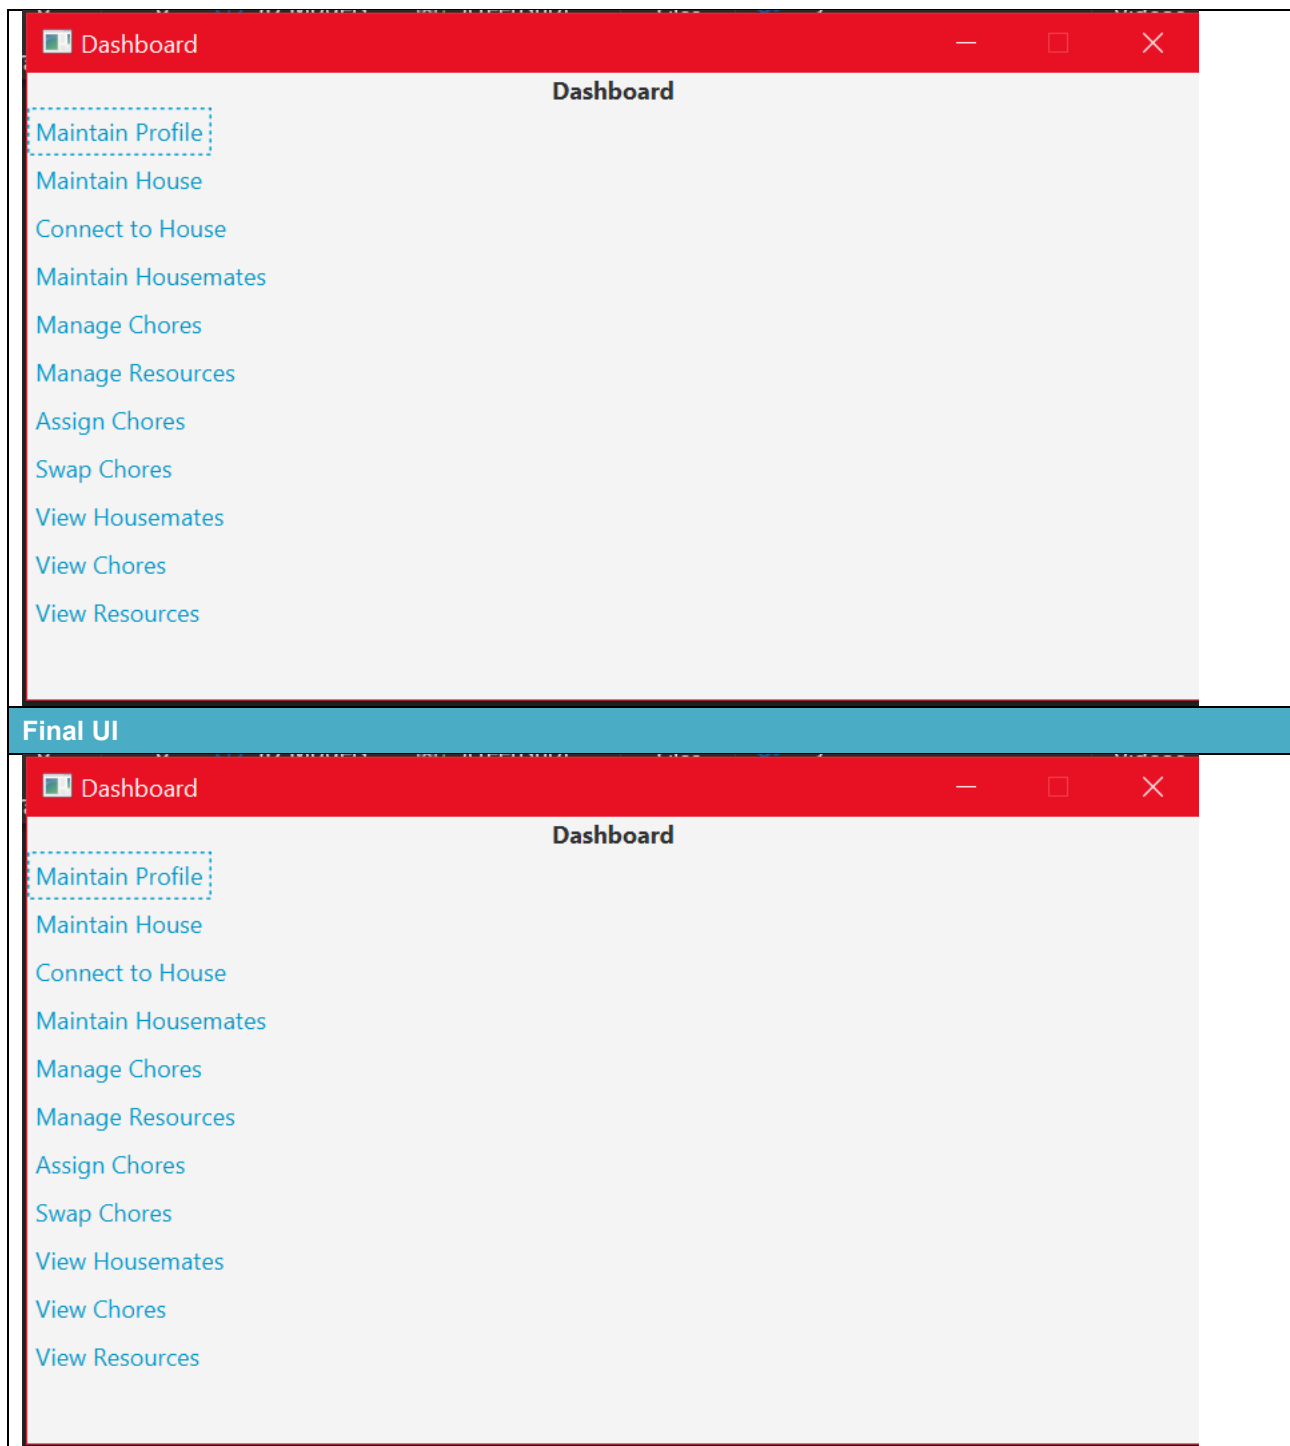 Dashboard
Dashboard
Maintain Profile
Maintain House
Connect to House
Maintain Housemates
Manage Chores
Manage Resources
Assign Chores
Swap Chores
View Housemates
View Chores
View Resources
Final UI
Dashboard
Dashboard
Maintain Profile
Maintain House
Connect to House
Maintain Housemates
Manage Chores
Manage Resources
Assign Chores
Swap Chores
View Housemates
View Chores
View Resources